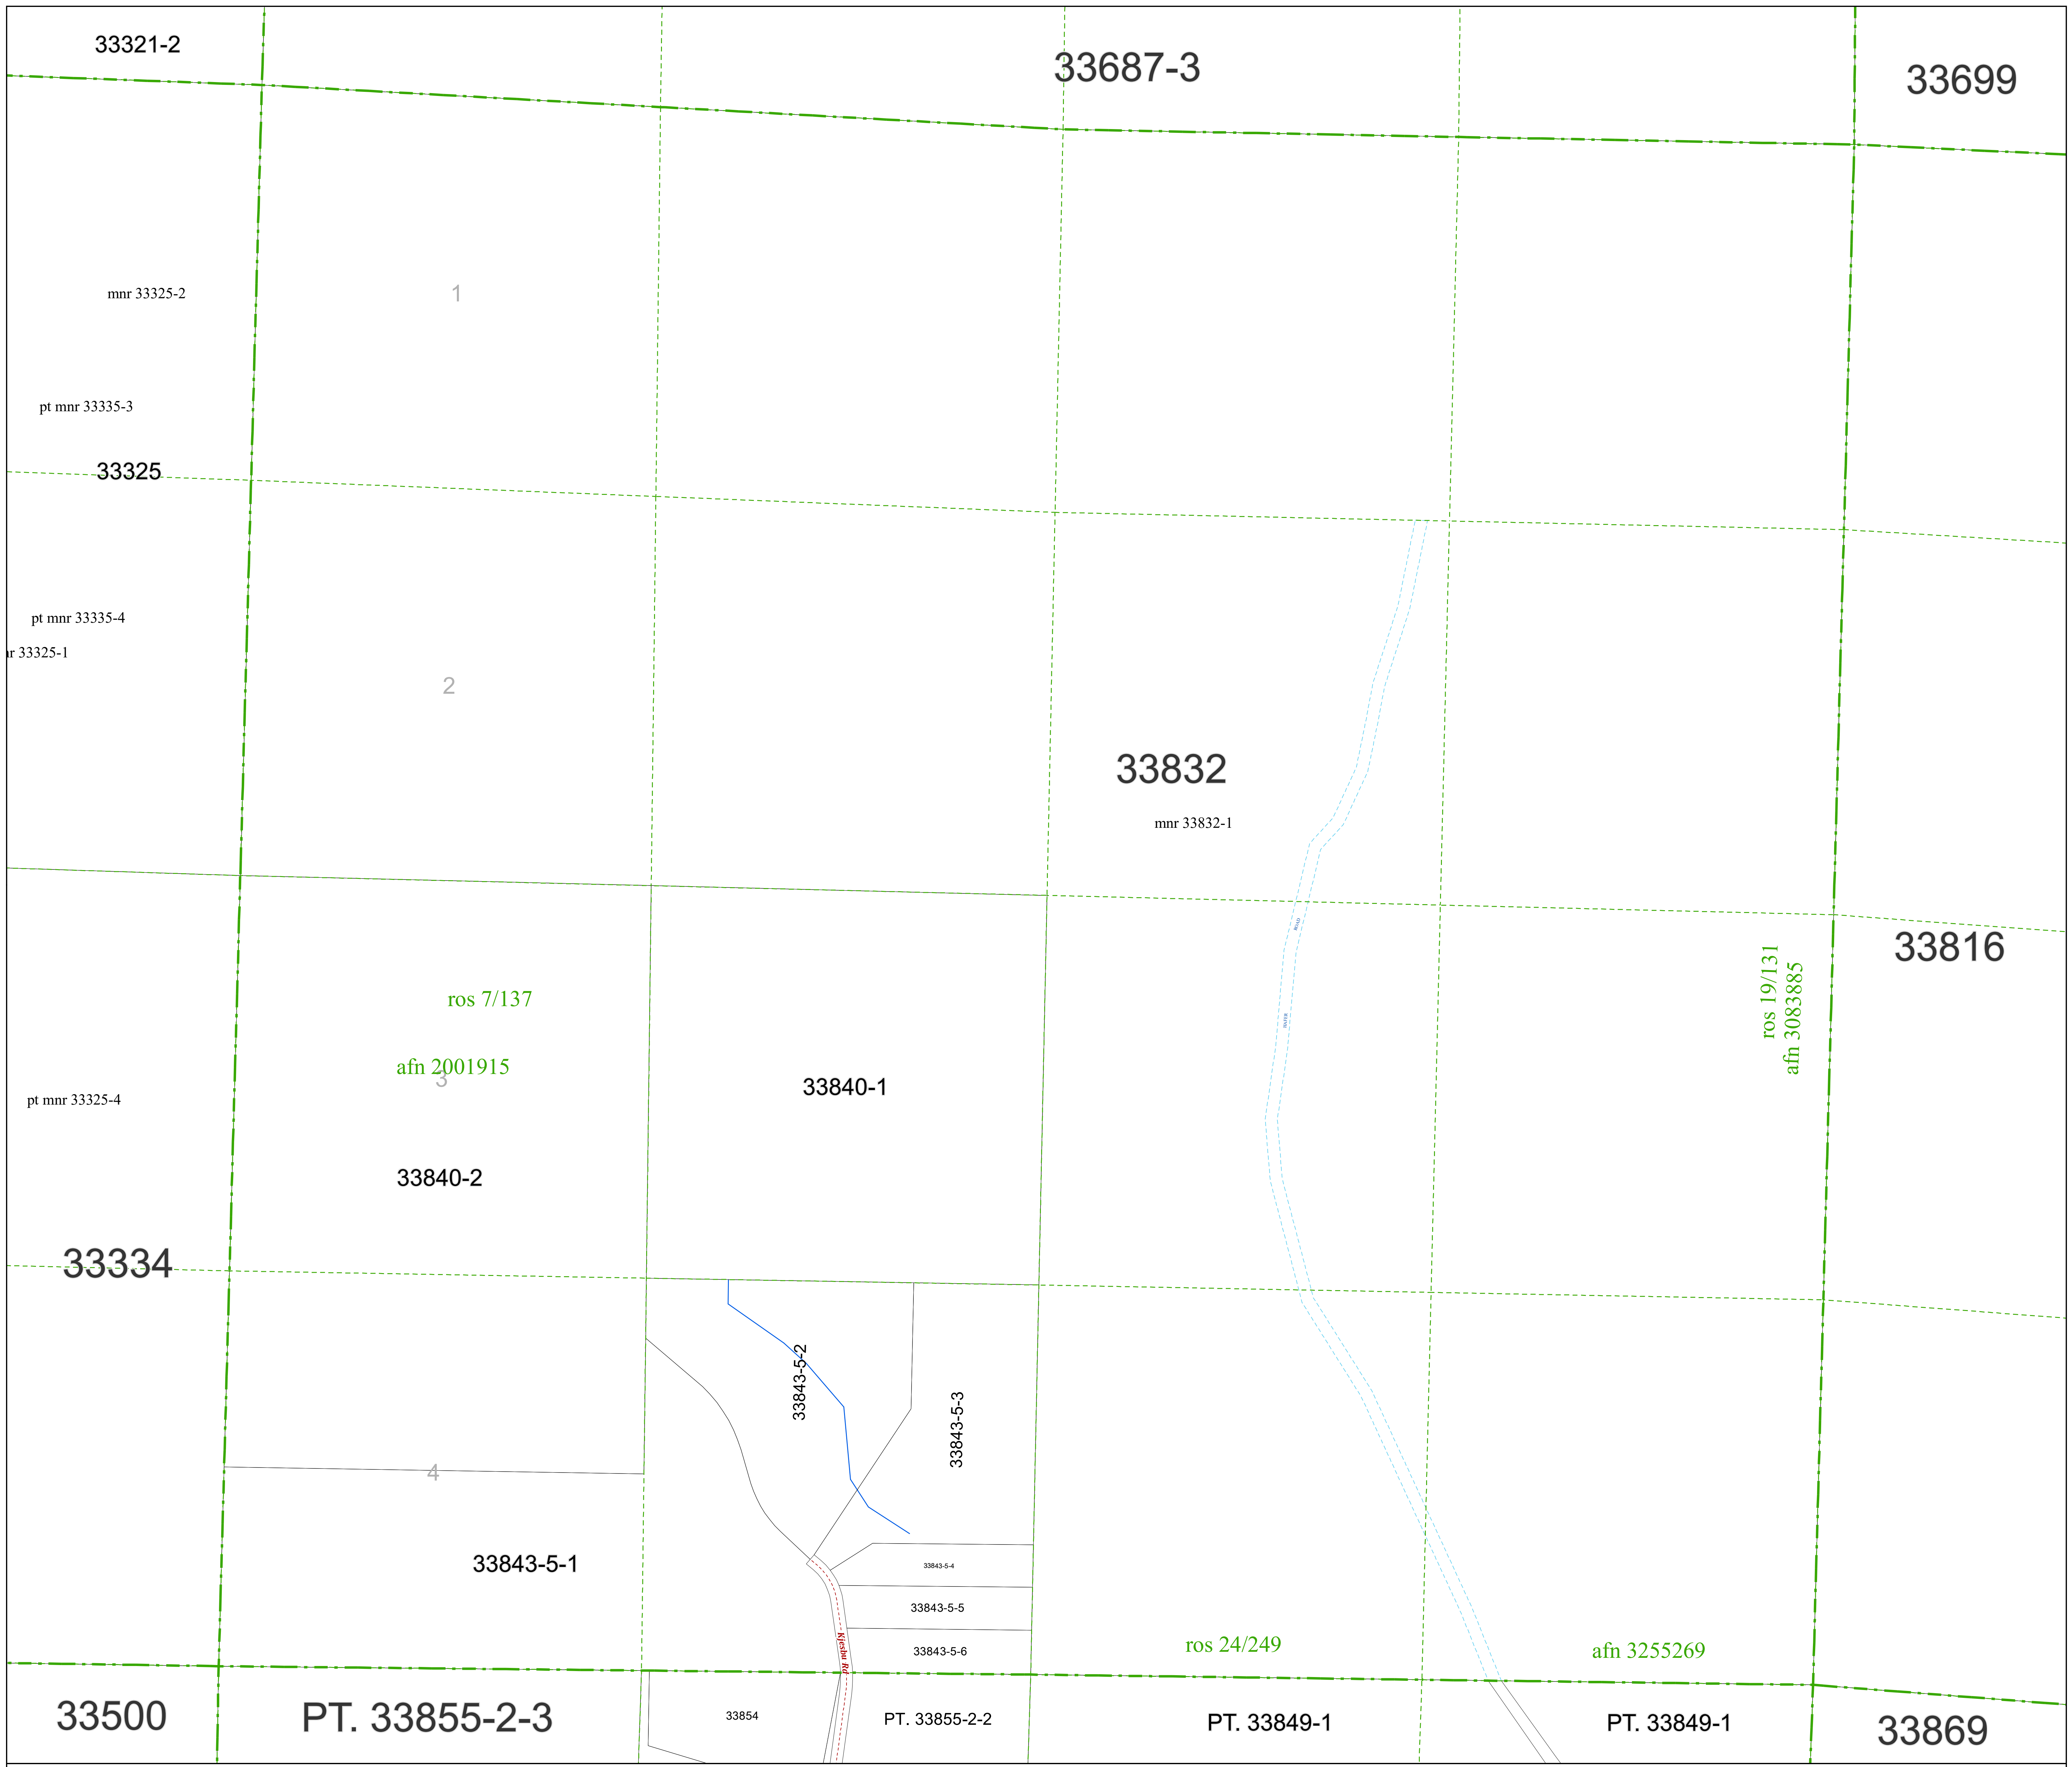 33321-2
33687-3
33699
mnr 33325-2
1
pt mnr 33335-3
33325
pt mnr 33335-4
33325-1
2
33832
mnr 33832-1
ROAD
33816
ros 19/131
afn 3083885
ros 7/137
afn 2001915
3
33840-1
pt mnr 33325-4
33840-2
33334
33843-5-2
33843-5-3
4
33843-5-1
33843-5-4
33843-5-5
33843-5-6
Kjesbu Rd
ros 24/249
afn 3255269
33500
PT. 33855-2-3
33854
PT. 33855-2-2
PT. 33849-1
PT. 33849-1
33869